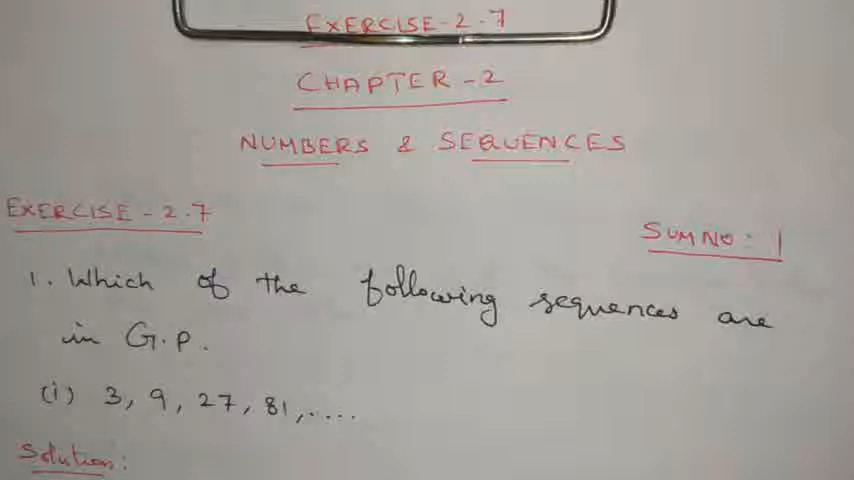 EXERCISE-2.7
CHAPTER-2
NUMBERS & SEQUENCES
EXERCISE-2.7
SUM NO: 1
1. Which of the following sequences are
in G.P.
(i) 3, 9, 27, 81, ....
Solution: